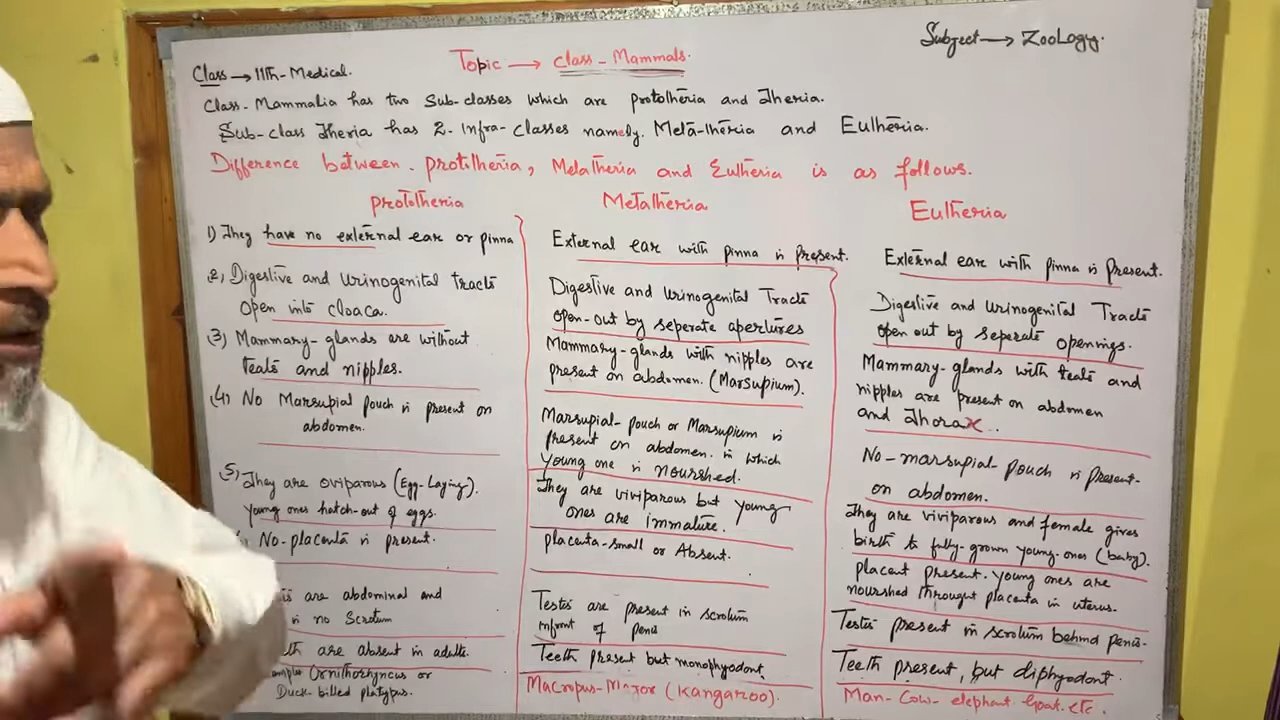 Subject → Zoology.
Class → 11th-Medical.
Topic → Class-Mammals.
Class-Mammalia has two Sub-classes which are prototheria and Theria.
Sub-class Theria has 2-Infra-Classes namely. Meta-theria and Eutheria.
Difference between. protitheria, Metatheria and Eutheria is as follows.
prototheria
1) They have no external ear or pinna
2) Digestive and Urinogenital Tracts
open into cloaca.
(3) Mammary-glands are without
teats and nipples.
(4) No Marsupial pouch is present on
abdomen.
(5) They are oviparous (Egg-Laying).
young ones hatch-out of eggs.
No-placenta is present.
are abdominal and
is no Scrotum
are absent in adults.
Ornithorhyncus or
Duck-billed platypus.
Metatheria
External ear with pinna is present.
Digestive and Urinogenital Tracts
open-out by seperate apertures
Mammary-glands with nipples are
present on abdomen. (Marsupium).
Marsupial-pouch or Marsupium is
present on abdomen. in which
young one is nourshed.
They are viviparous but young
ones are immature.
placenta-small or Absent.
Testis are present in scrotum
infront of penis
Teeth Present but monophyodont
Macropus-Major (Kangaroo).
Eutheria
External ear with pinna is Present.
Digestive and Urinogenital Tracts
open out by seperate openings.
Mammary-glands with teats and
nipples are present on abdomen
and Thorax..
No-marsupial-pouch is present-
on abdomen.
They are viviparous and female gives
birth to fully-grown young-ones (baby).
placent present. Young ones are
nourshed throught placenta in uterus.
Testis present in scrotum behind penis-
Teeth present, but diphyodont.
Man-Cow-elephant. Goat. etc.